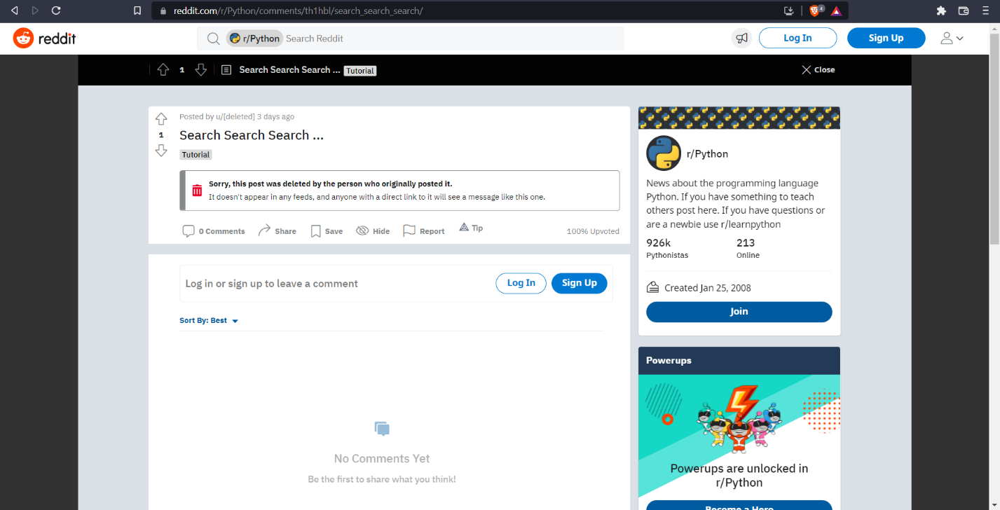 reddit.com/r/Python/comments/th1hbl/search_search_search/
4
reddit
r/Python Search Reddit
Log In
Sign Up
1
Search Search Search ... Tutorial
Close
Posted by u/[deleted] 3 days ago
1
Search Search Search ...
Tutorial
Sorry, this post was deleted by the person who originally posted it.
It doesn't appear in any feeds, and anyone with a direct link to it will see a message like this one.
0 Comments Share Save Hide Report Tip 100% Upvoted
Log in or sign up to leave a comment Log In Sign Up
Sort By: Best
No Comments Yet
Be the first to share what you think!
r/Python
News about the programming language
Python. If you have something to teach
others post here. If you have questions or
are a newbie use r/learnpython
926k 213
Pythonistas Online
Created Jan 25, 2008
Join
Powerups
Powerups are unlocked in
r/Python
Become a Hero